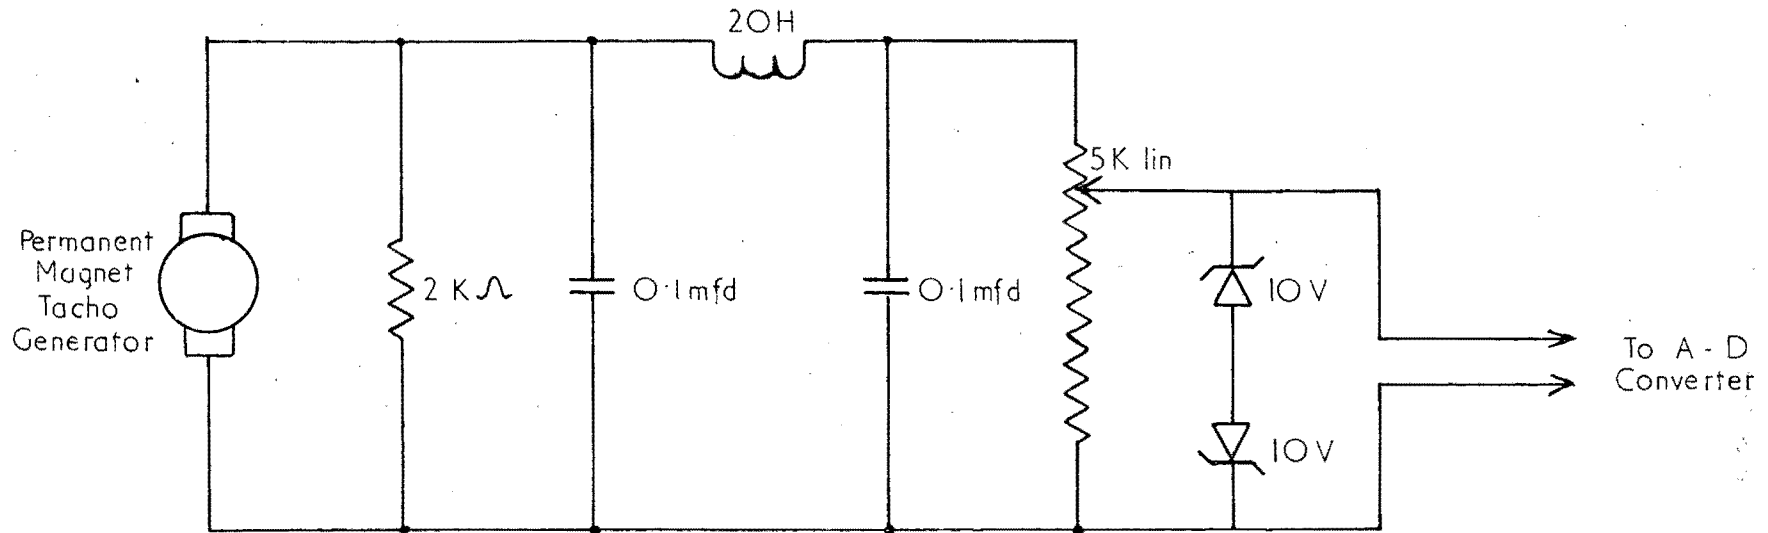 20H
5K lin
Permanent
Magnet
Tacho
Generator
2 KΩ
0·1mfd
0·1mfd
10V
10V
To A-D
Converter